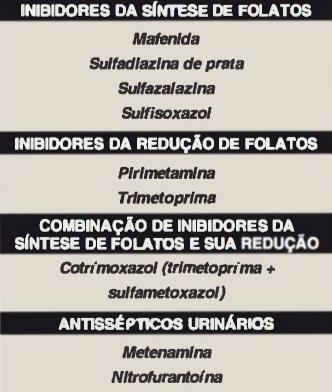 INIBIDORES DA SÍNTESE DE FOLATOS
Mafenida
Sulfadiazina de prata
Sulfazalazina
Sulfisoxazol
INIBIDORES DA REDUÇÃO DE FOLATOS
Pirimetamina
Trimetoprima
COMBINAÇÃO DE INIBIDORES DA
SÍNTESE DE FOLATOS E SUA REDUÇÃO
Cotrimoxazol (trimetoprima +
sulfametoxazol)
ANTISSÉPTICOS URINÁRIOS
Metenamina
Nitrofurantoína